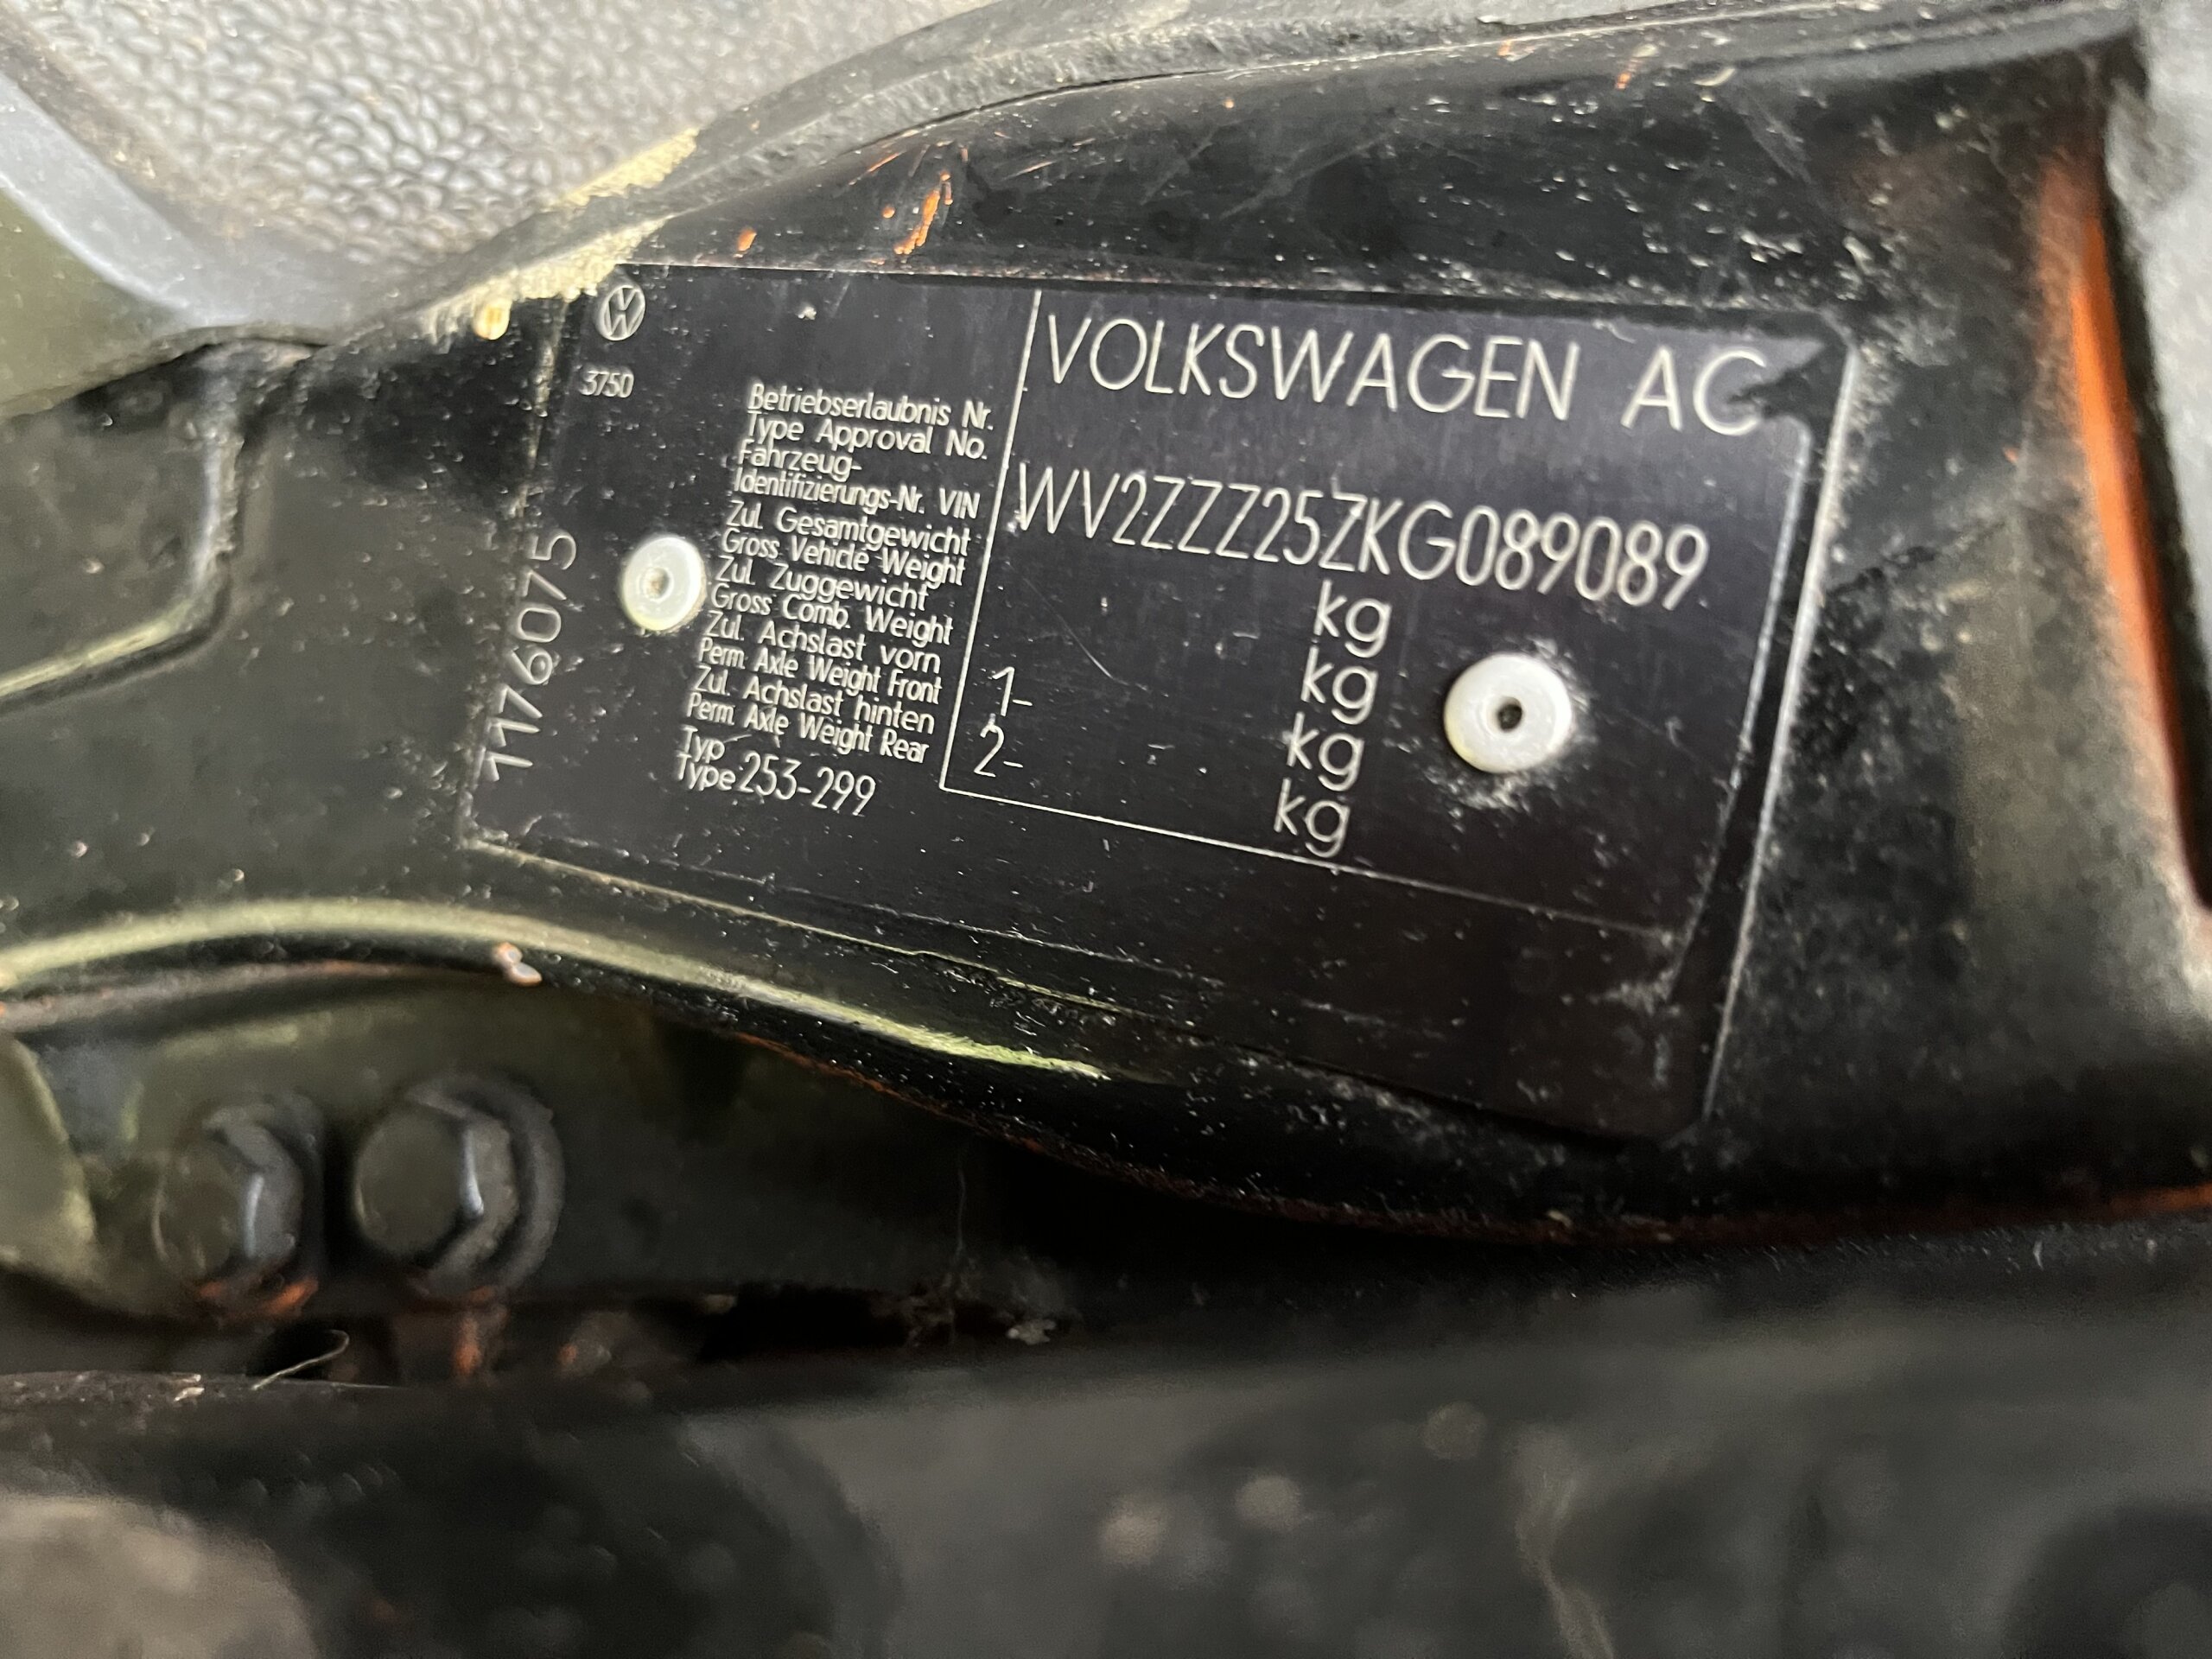 VOLKSWAGEN AG
3750
Betriebserlaubnis Nr.
Type Approval No.
Fahrzeug-
Identifizierungs-Nr. VIN
WV2ZZZ25ZKG089089
Zul. Gesamtgewicht
Gross Vehicle Weight
kg
Zul. Zuggewicht
Gross Comb. Weight
kg
Zul. Achslast vorn
Perm. Axle Weight Front
1- kg
Zul. Achslast hinten
Perm. Axle Weight Rear
2- kg
Typ
Type 253-299
1176075